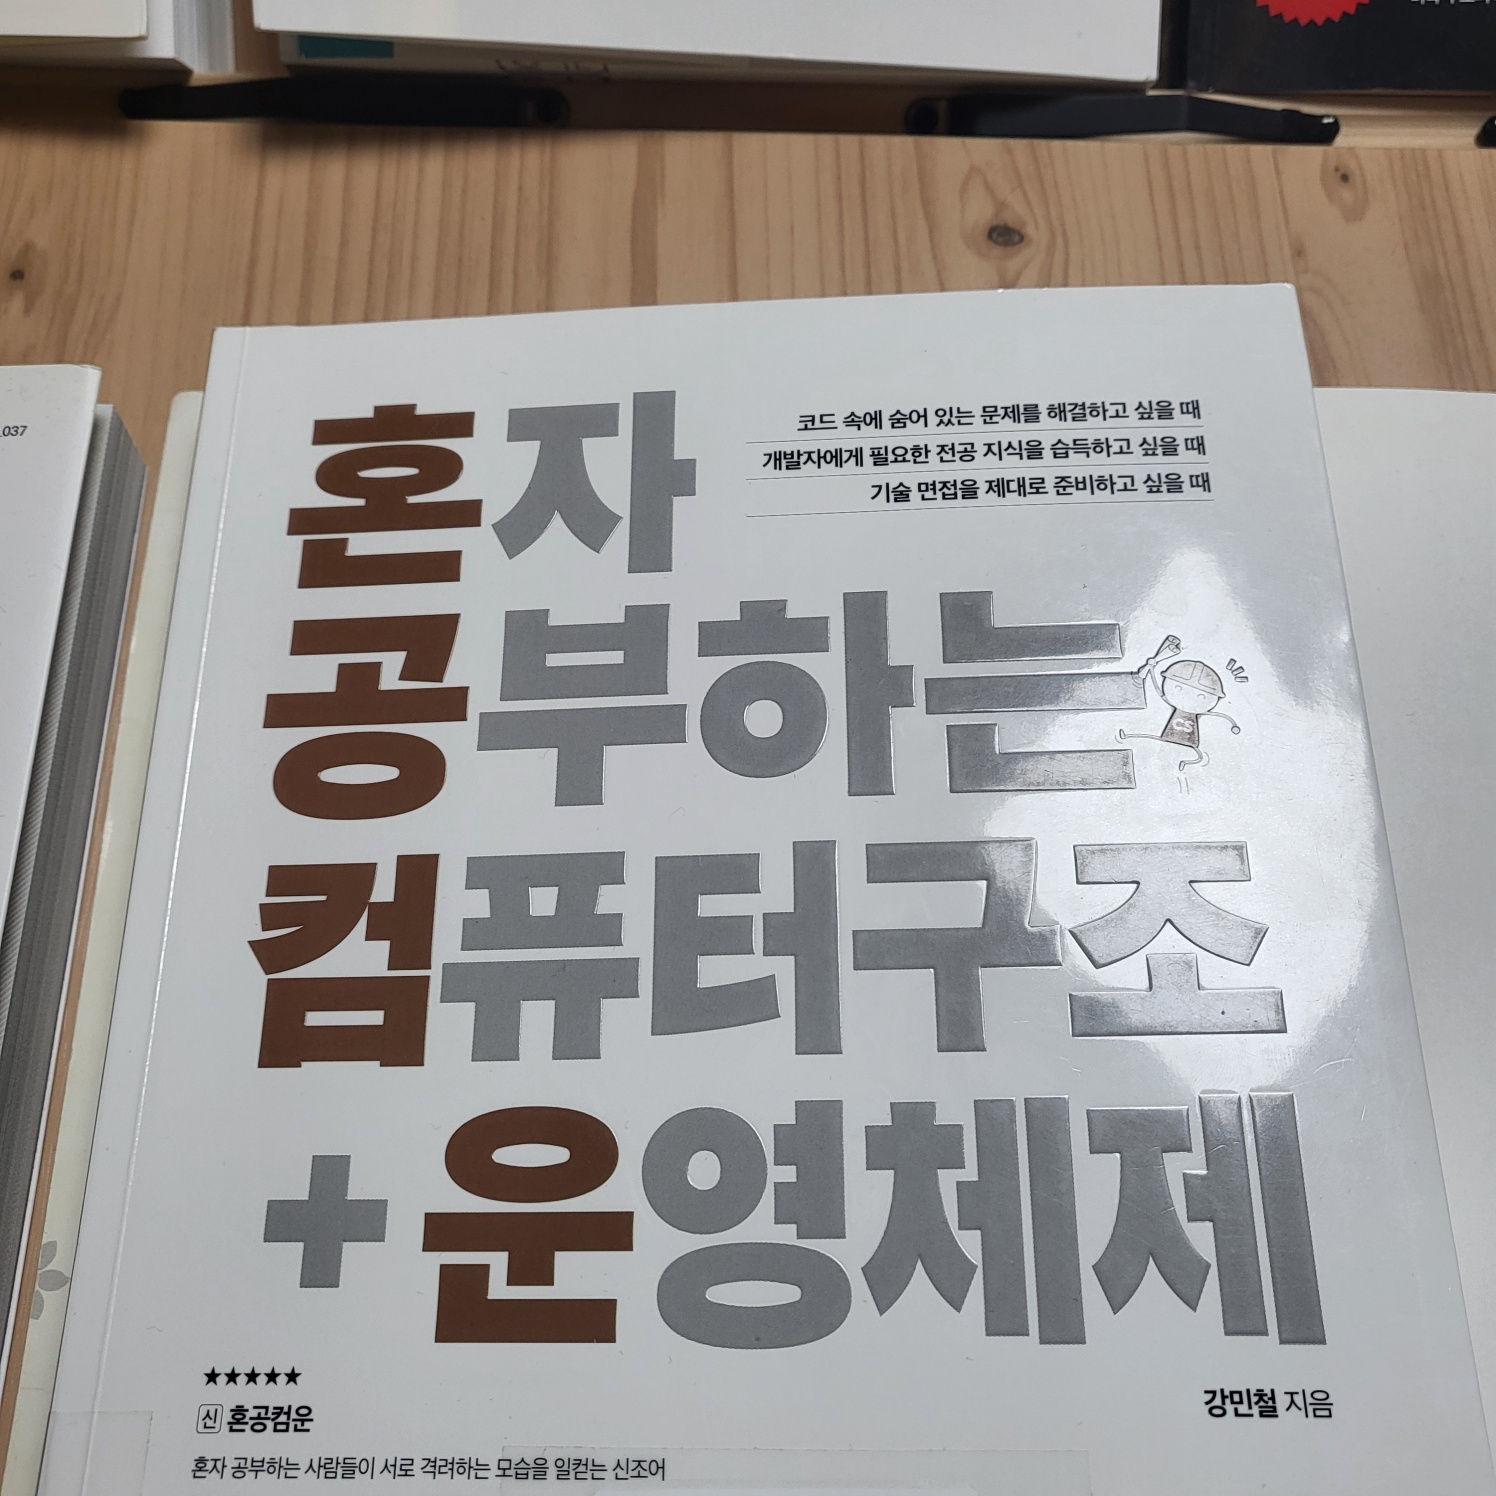 037
코드 속에 숨어 있는 문제를 해결하고 싶을 때
개발자에게 필요한 전공 지식을 습득하고 싶을 때
기술 면접을 제대로 준비하고 싶을 때
혼자
공부하는
컴퓨터구조
+ 운영체제
CS
★★★★★
신 혼공컴운
혼자 공부하는 사람들이 서로 격려하는 모습을 일컫는 신조어
강민철 지음